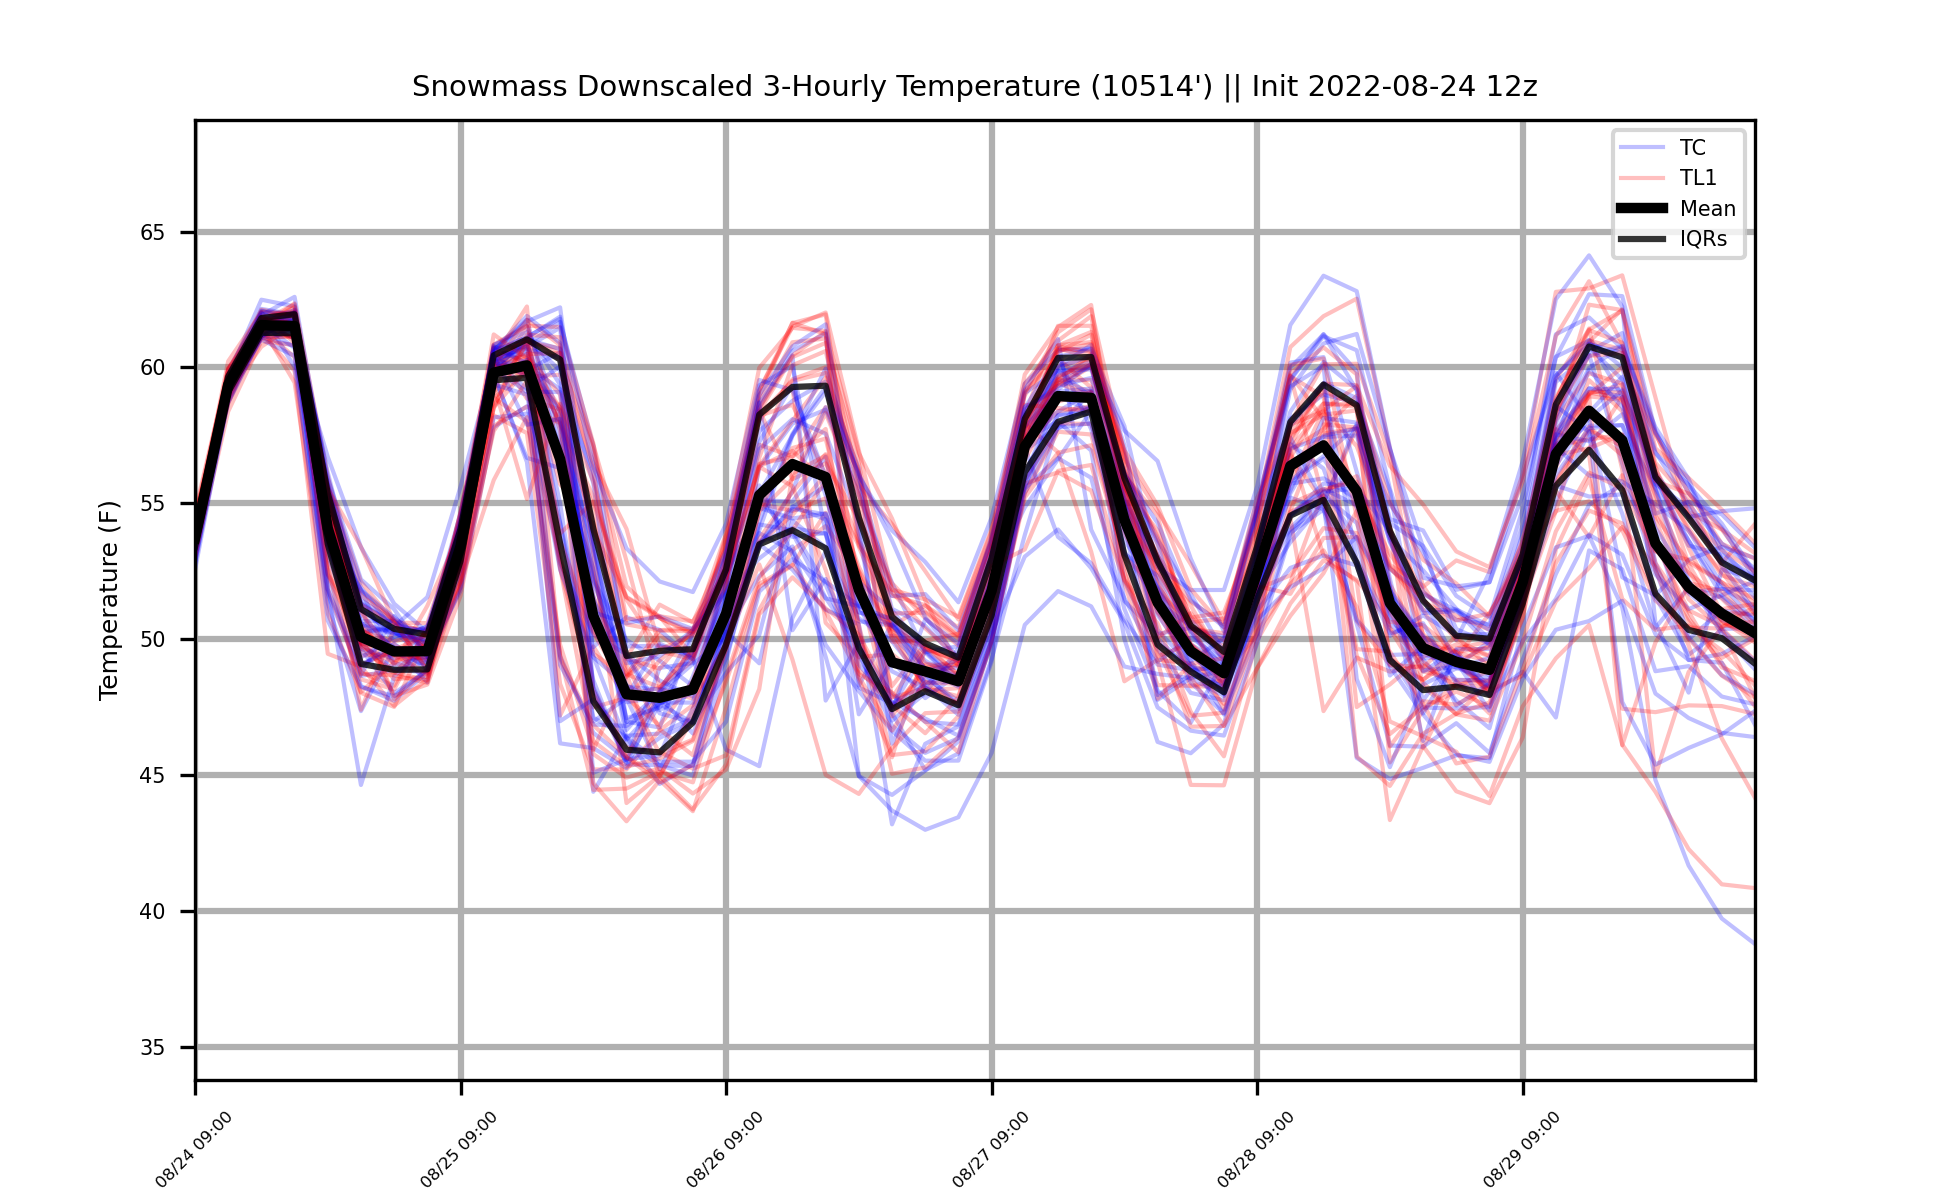 Snowmass Downscaled 3-Hourly Temperature (10514') || Init 2022-08-24 12z
TC
TL1
Mean
IQRs
Temperature (F)
65
60
55
50
45
40
35
08/24 09:00
08/25 09:00
08/26 09:00
08/27 09:00
08/28 09:00
08/29 09:00